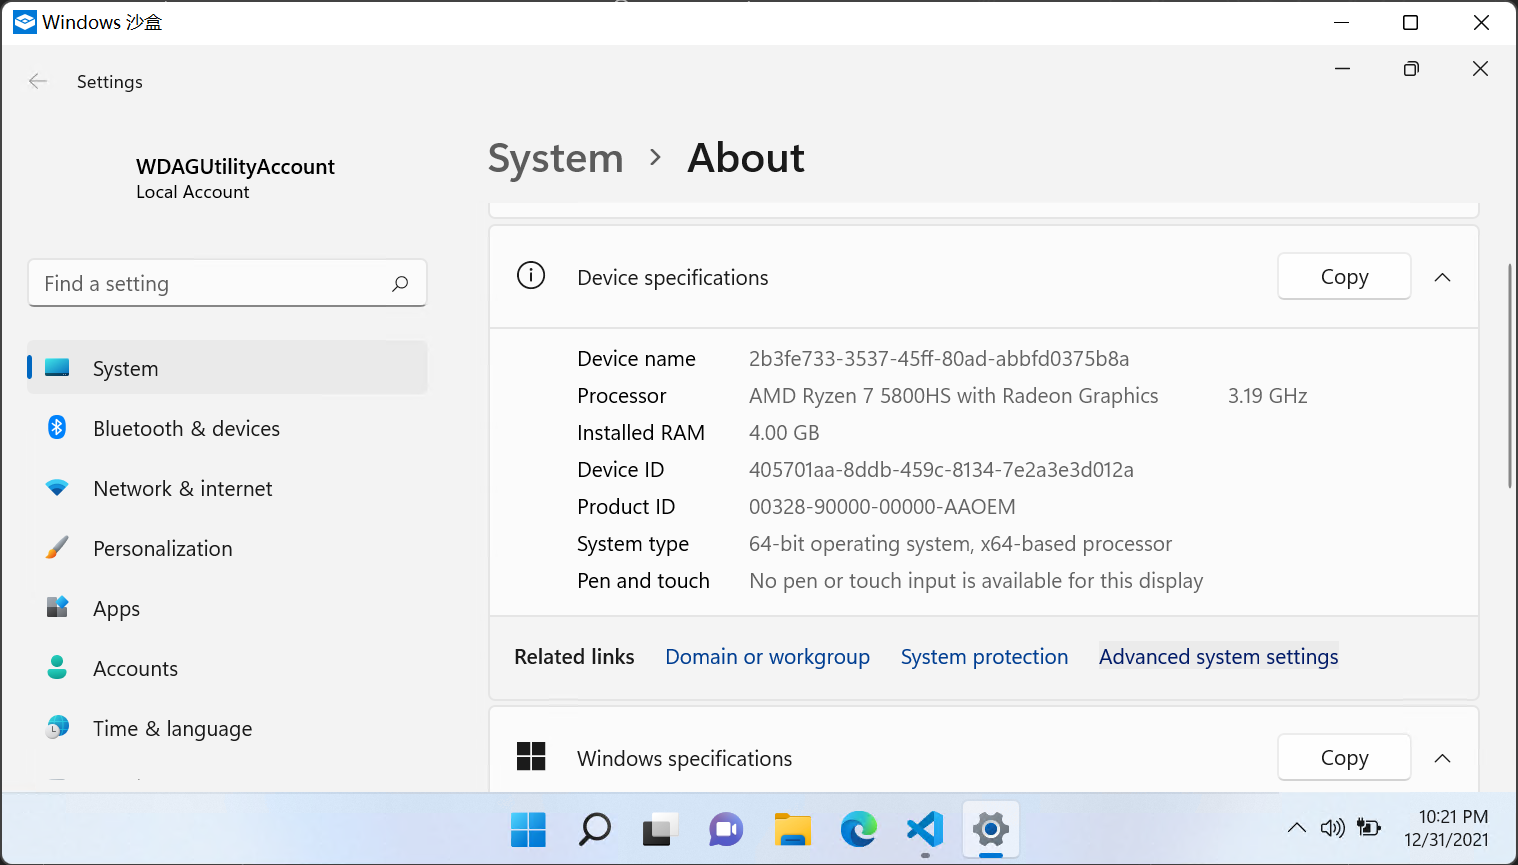 Windows 沙盒
Settings
WDAGUtilityAccount
Local Account
Find a setting
System
Bluetooth & devices
Network & internet
Personalization
Apps
Accounts
Time & language
System > About
Device specifications
Copy
Device name 2b3fe733-3537-45ff-80ad-abbfd0375b8a
Processor AMD Ryzen 7 5800HS with Radeon Graphics 3.19 GHz
Installed RAM 4.00 GB
Device ID 405701aa-8ddb-459c-8134-7e2a3e3d012a
Product ID 00328-90000-00000-AAOEM
System type 64-bit operating system, x64-based processor
Pen and touch No pen or touch input is available for this display
Related links Domain or workgroup System protection Advanced system settings
Windows specifications
Copy
10:21 PM
12/31/2021